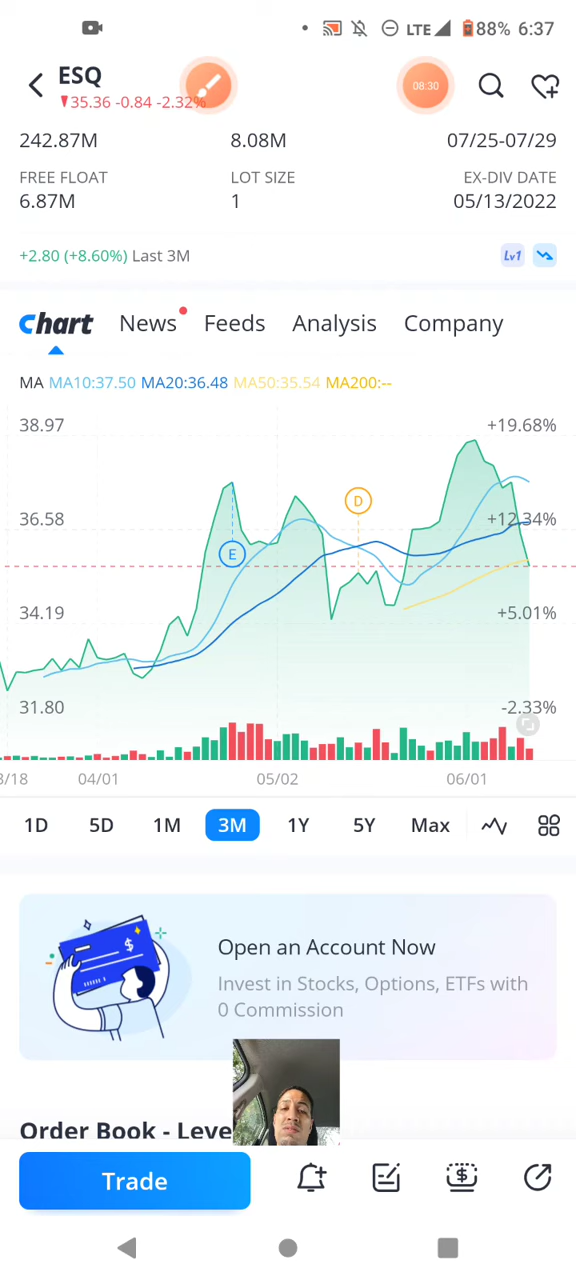 LTE 88% 6:37
ESQ
35.36 -0.84 -2.32%
08:30
242.87M 8.08M 07/25-07/29
FREE FLOAT LOT SIZE EX-DIV DATE
6.87M 1 05/13/2022
+2.80 (+8.60%) Last 3M Lv1
Chart News Feeds Analysis Company
MA MA10:37.50 MA20:36.48 MA50:35.54 MA200:--
38.97 +19.68%
D
36.58 +12.34%
E
34.19 +5.01%
31.80 -2.33%
3/18 04/01 05/02 06/01
1D 5D 1M 3M 1Y 5Y Max
$
Open an Account Now
Invest in Stocks, Options, ETFs with
0 Commission
Order Book - Leve
Trade $